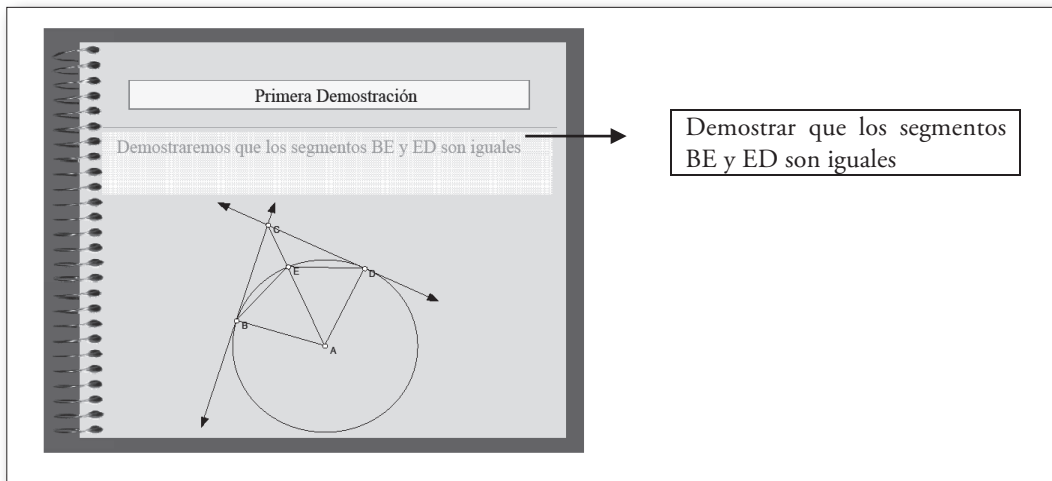 Primera Demostración
Demostraremos que los segmentos BE y ED son iguales
Demostrar que los segmentos
BE y ED son iguales
C
E
D
B
A